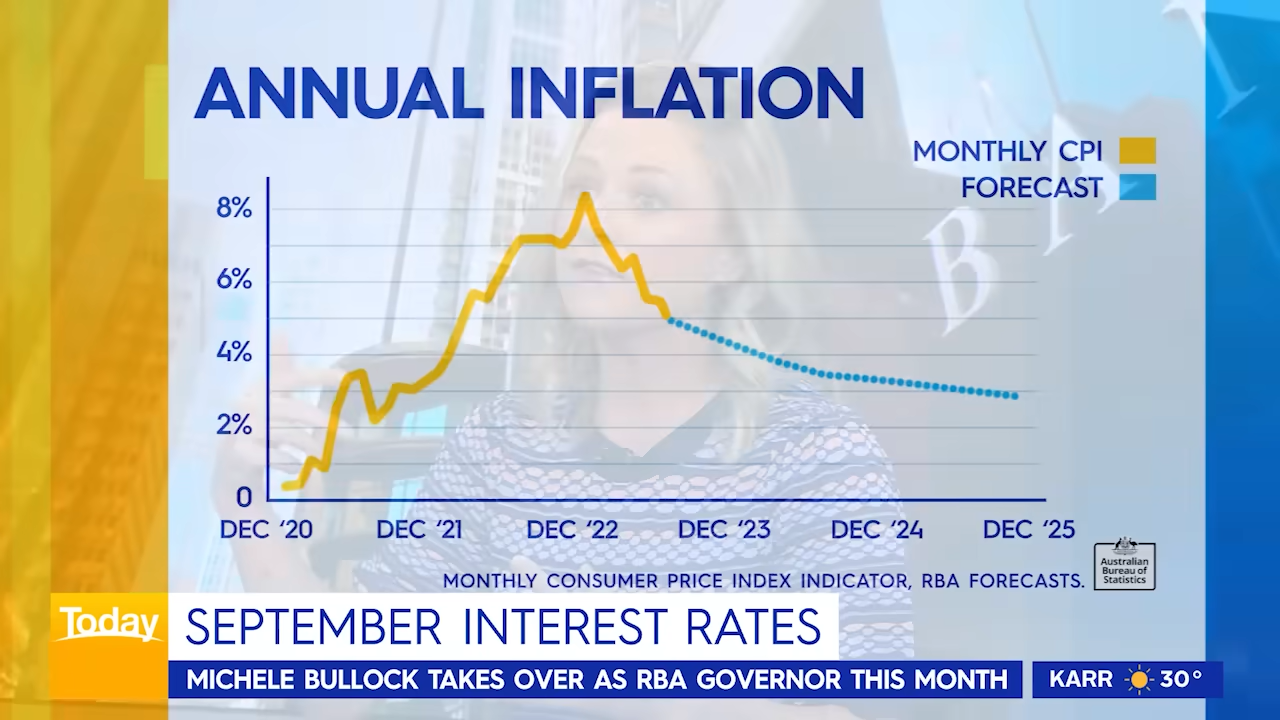 ANNUAL INFLATION
MONTHLY CPI
FORECAST
8%
6%
4%
2%
0
DEC ‘20 DEC ‘21 DEC ‘22 DEC ‘23 DEC ‘24 DEC ‘25
Australian
Bureau of
Statistics
MONTHLY CONSUMER PRICE INDEX INDICATOR, RBA FORECASTS.
Today
SEPTEMBER INTEREST RATES
MICHELE BULLOCK TAKES OVER AS RBA GOVERNOR THIS MONTH
KARR 30°